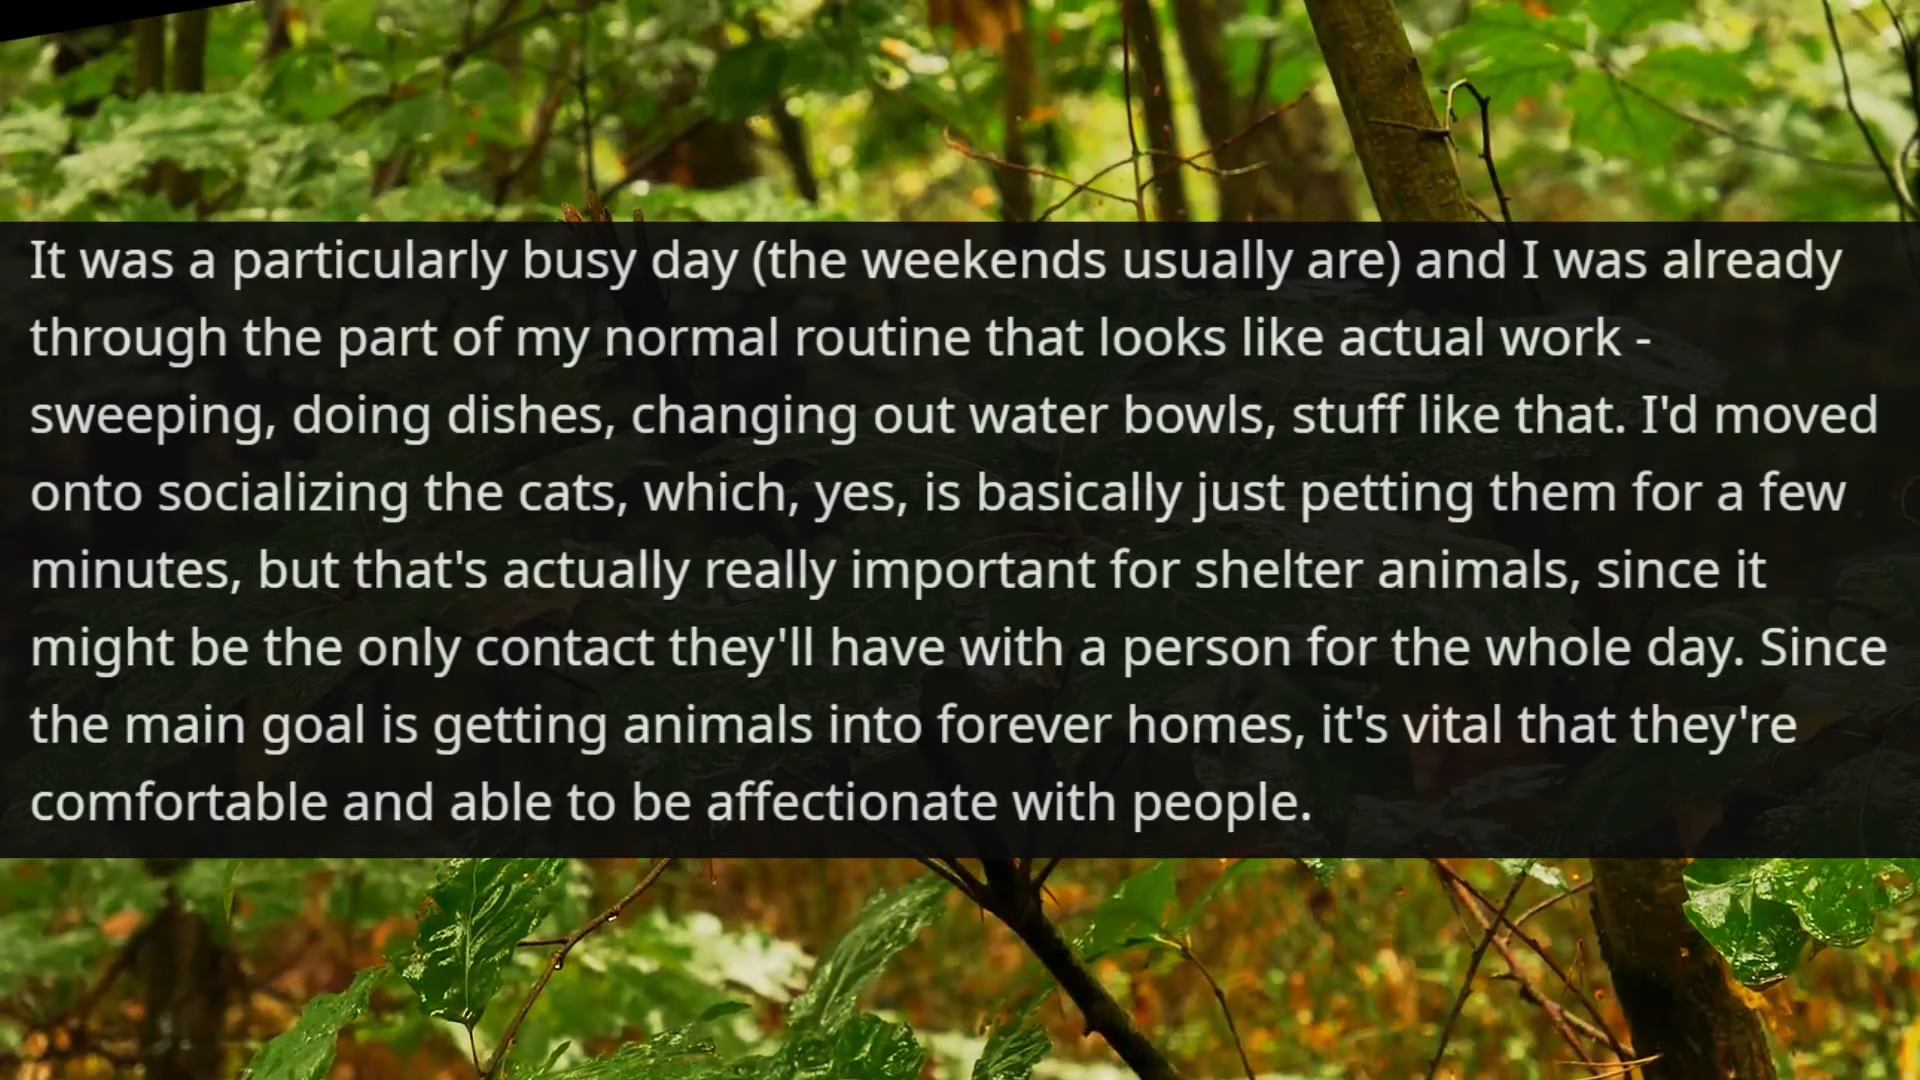 It was a particularly busy day (the weekends usually are) and I was already
through the part of my normal routine that looks like actual work -
sweeping, doing dishes, changing out water bowls, stuff like that. I'd moved
onto socializing the cats, which, yes, is basically just petting them for a few
minutes, but that's actually really important for shelter animals, since it
might be the only contact they'll have with a person for the whole day. Since
the main goal is getting animals into forever homes, it's vital that they're
comfortable and able to be affectionate with people.